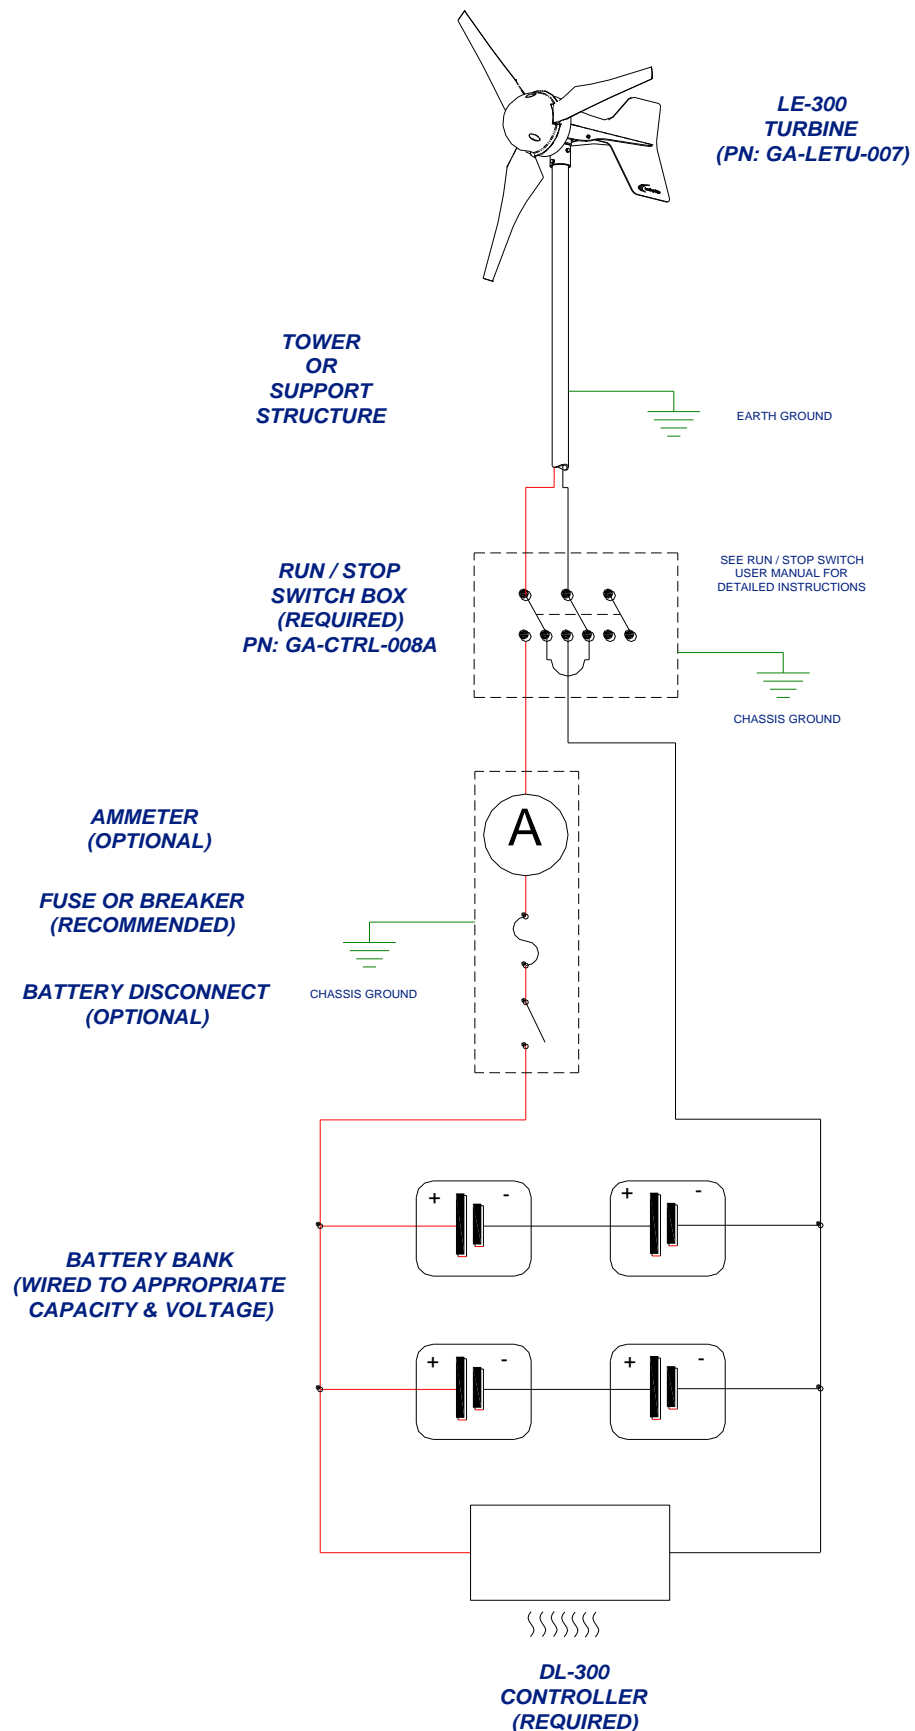 LE-300
TURBINE
(PN: GA-LETU-007)
TOWER
OR
SUPPORT
STRUCTURE
EARTH GROUND
RUN / STOP
SWITCH BOX
(REQUIRED)
PN: GA-CTRL-008A
SEE RUN / STOP SWITCH
USER MANUAL FOR
DETAILED INSTRUCTIONS
CHASSIS GROUND
AMMETER
(OPTIONAL)
A
FUSE OR BREAKER
(RECOMMENDED)
BATTERY DISCONNECT
(OPTIONAL)
CHASSIS GROUND
+ -
+ -
BATTERY BANK
(WIRED TO APPROPRIATE
CAPACITY & VOLTAGE)
+ -
+ -
DL-300
CONTROLLER
(REQUIRED)